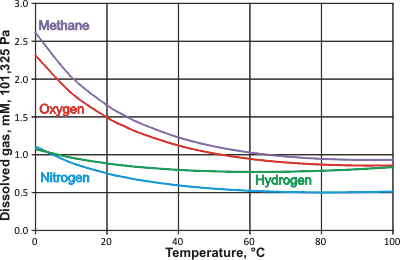 Dissolved gas, mM, 101,325 Pa
3.0
2.5
2.0
1.5
1.0
0.5
0.0
Methane
Oxygen
Nitrogen
Hydrogen
0 20 40 60 80 100
Temperature, °C